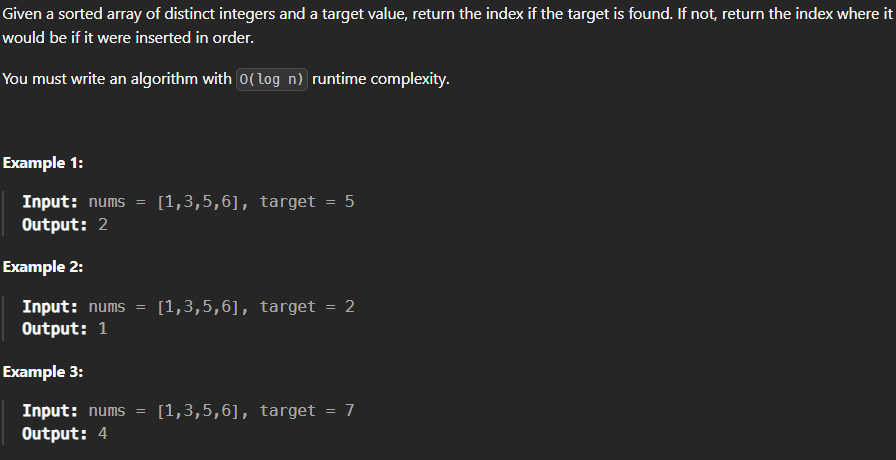 Given a sorted array of distinct integers and a target value, return the index if the target is found. If not, return the index where it
would be if it were inserted in order.
You must write an algorithm with O(log n) runtime complexity.
Example 1:
Input: nums = [1,3,5,6], target = 5
Output: 2
Example 2:
Input: nums = [1,3,5,6], target = 2
Output: 1
Example 3:
Input: nums = [1,3,5,6], target = 7
Output: 4